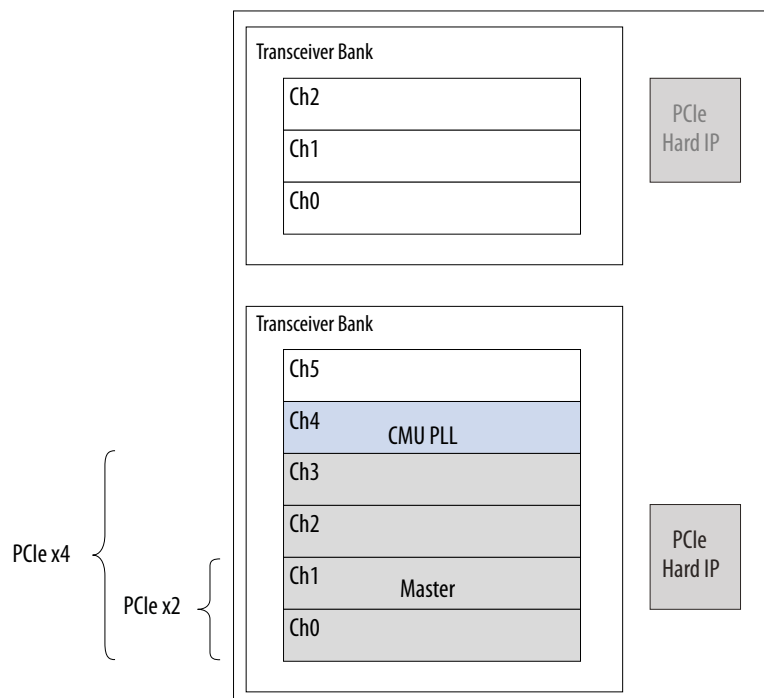 Transceiver Bank
Ch2
Ch1
Ch0
PCIe
Hard IP
Transceiver Bank
Ch5
Ch4
CMU PLL
Ch3
Ch2
Ch1
Master
Ch0
PCIe x4
PCIe x2
PCIe
Hard IP